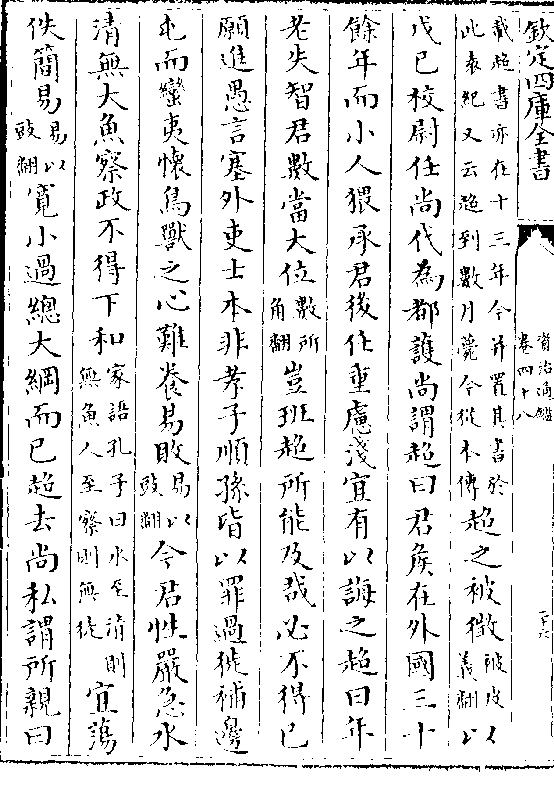 欽定四庫全書
資治通鑑
卷四十八
載超書亦在十三年今并置其書於
此袁紀又云超到數月薨今從本傳超之被徵被皮義翻以
戊己校尉任尚代為都護尚謂超曰君侯在外國三十
餘年而小人猥承君後任重慮淺宜有以誨之超曰年
老失智君數當大位數所角翻豈班超所能及哉必不得已
願進愚言塞外吏士本非孝子順孫皆以罪過徙補邊
屯而蠻夷懷鳥獸之心難養易敗易以豉翻今君性嚴急水
清無大魚察政不得下和家語孔子曰水至清則無魚人至察則無徒宜蕩
佚簡易易以豉翻寬小過總大綱而已超去尚私謂所親曰